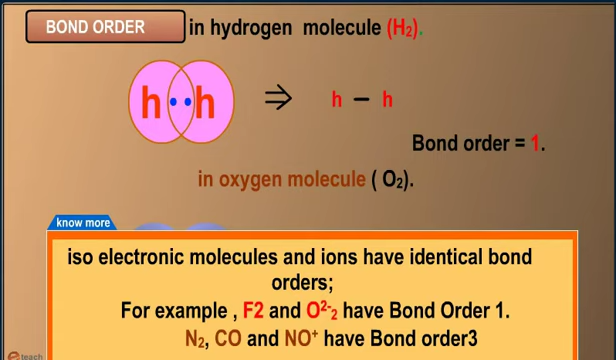 BOND ORDER in hydrogen molecule (H₂).
h h ⇒ h – h
Bond order = 1.
in oxygen molecule ( O₂).
know more
iso electronic molecules and ions have identical bond
orders;
For example , F2 and O²⁻₂ have Bond Order 1.
N₂, CO and NO⁺ have Bond order3
e teach